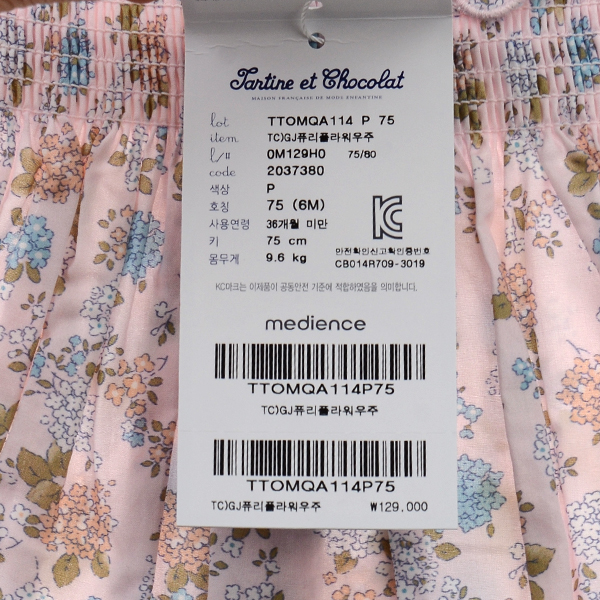 Tartine et Chocolat
MAISON FRANÇAISE DE MODE ENFANTINE
lot TTOMQA114 P 75
item TC)GJ퓨리플라워우주
l/# 0M129H0 75/80
code 2037380
색상 P
호칭 75 (6M)
사용연령 36개월 미만
키 75 cm
몸무게 9.6 kg
안전확인신고확인증번호
CB014R709-3019
KC마크는 이제품이 공통안전 기준에 적합하였음을 의미합니다.
medience
TTOMQA114P75
TC)GJ퓨리플라워우주
TTOMQA114P75
TC)GJ퓨리플라워우주 ₩129,000